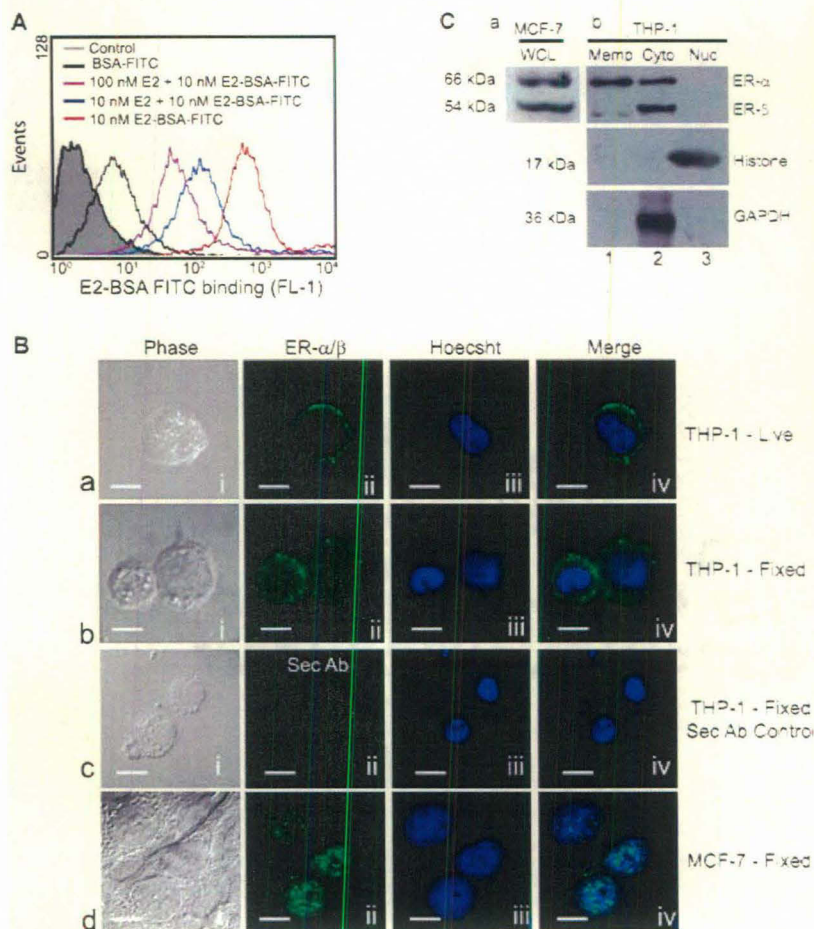 A
128
Events
0
Control
BSA-FITC
100 nM E2 + 10 nM E2-BSA-FITC
10 nM E2 + 10 nM E2-BSA-FITC
10 nM E2-BSA-FITC
10⁰ 10¹ 10² 10³ 10⁴
E2-BSA FITC binding (FL-1)
C a b
MCF-7 THP-1
WCL Memb Cyto Nuc
66 kDa ER-α
54 kDa
17 kDa Histone
36 kDa GAPDH
1 2 3
B
Phase ER-α/β Hoecsht Merge
a i ii iii iv THP-1 - Live
b i ii iii iv THP-1 - Fixed
Sec Ab
c i ii iii iv THP-1 - Fixed
Sec Ab Contro
d ii iii iv MCF-7 - Fixed